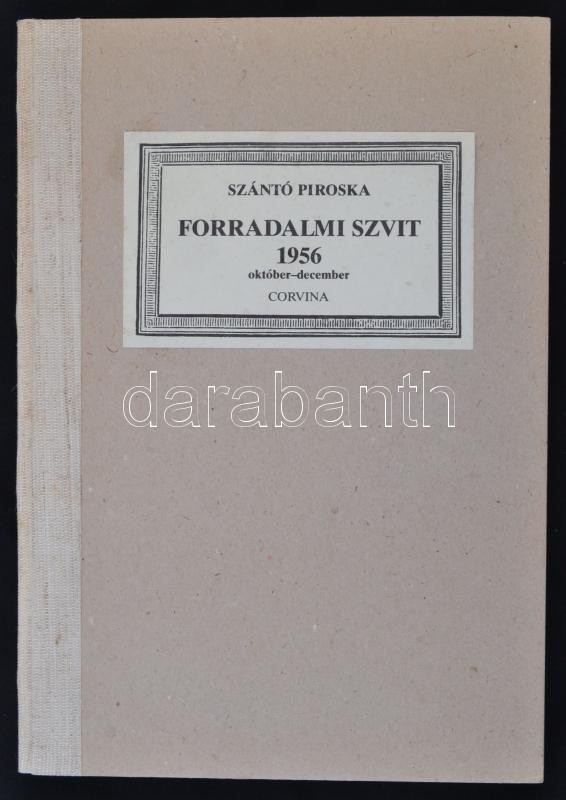 SZÁNTÓ PIROSKA
FORRADALMI SZVIT
1956
október–december
CORVINA
darabanth